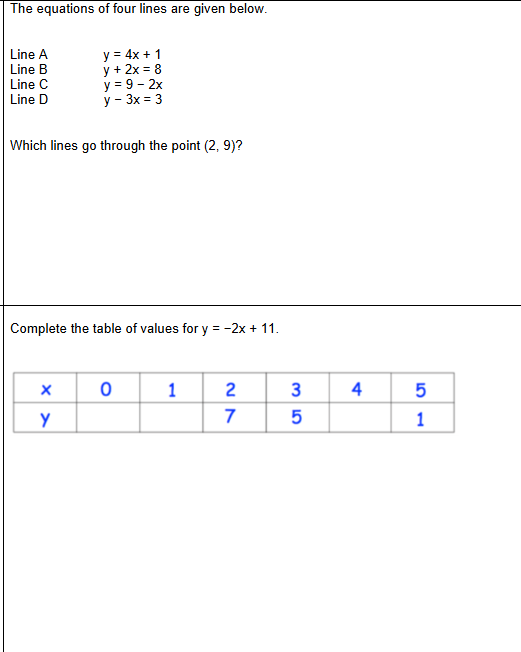 The equations of four lines are given below.
Line A y = 4x + 1
Line B y + 2x = 8
Line C y = 9 – 2x
Line D y – 3x = 3
Which lines go through the point (2, 9)?
Complete the table of values for y = −2x + 11.
x 0 1 2 3 4 5
y 7 5 1